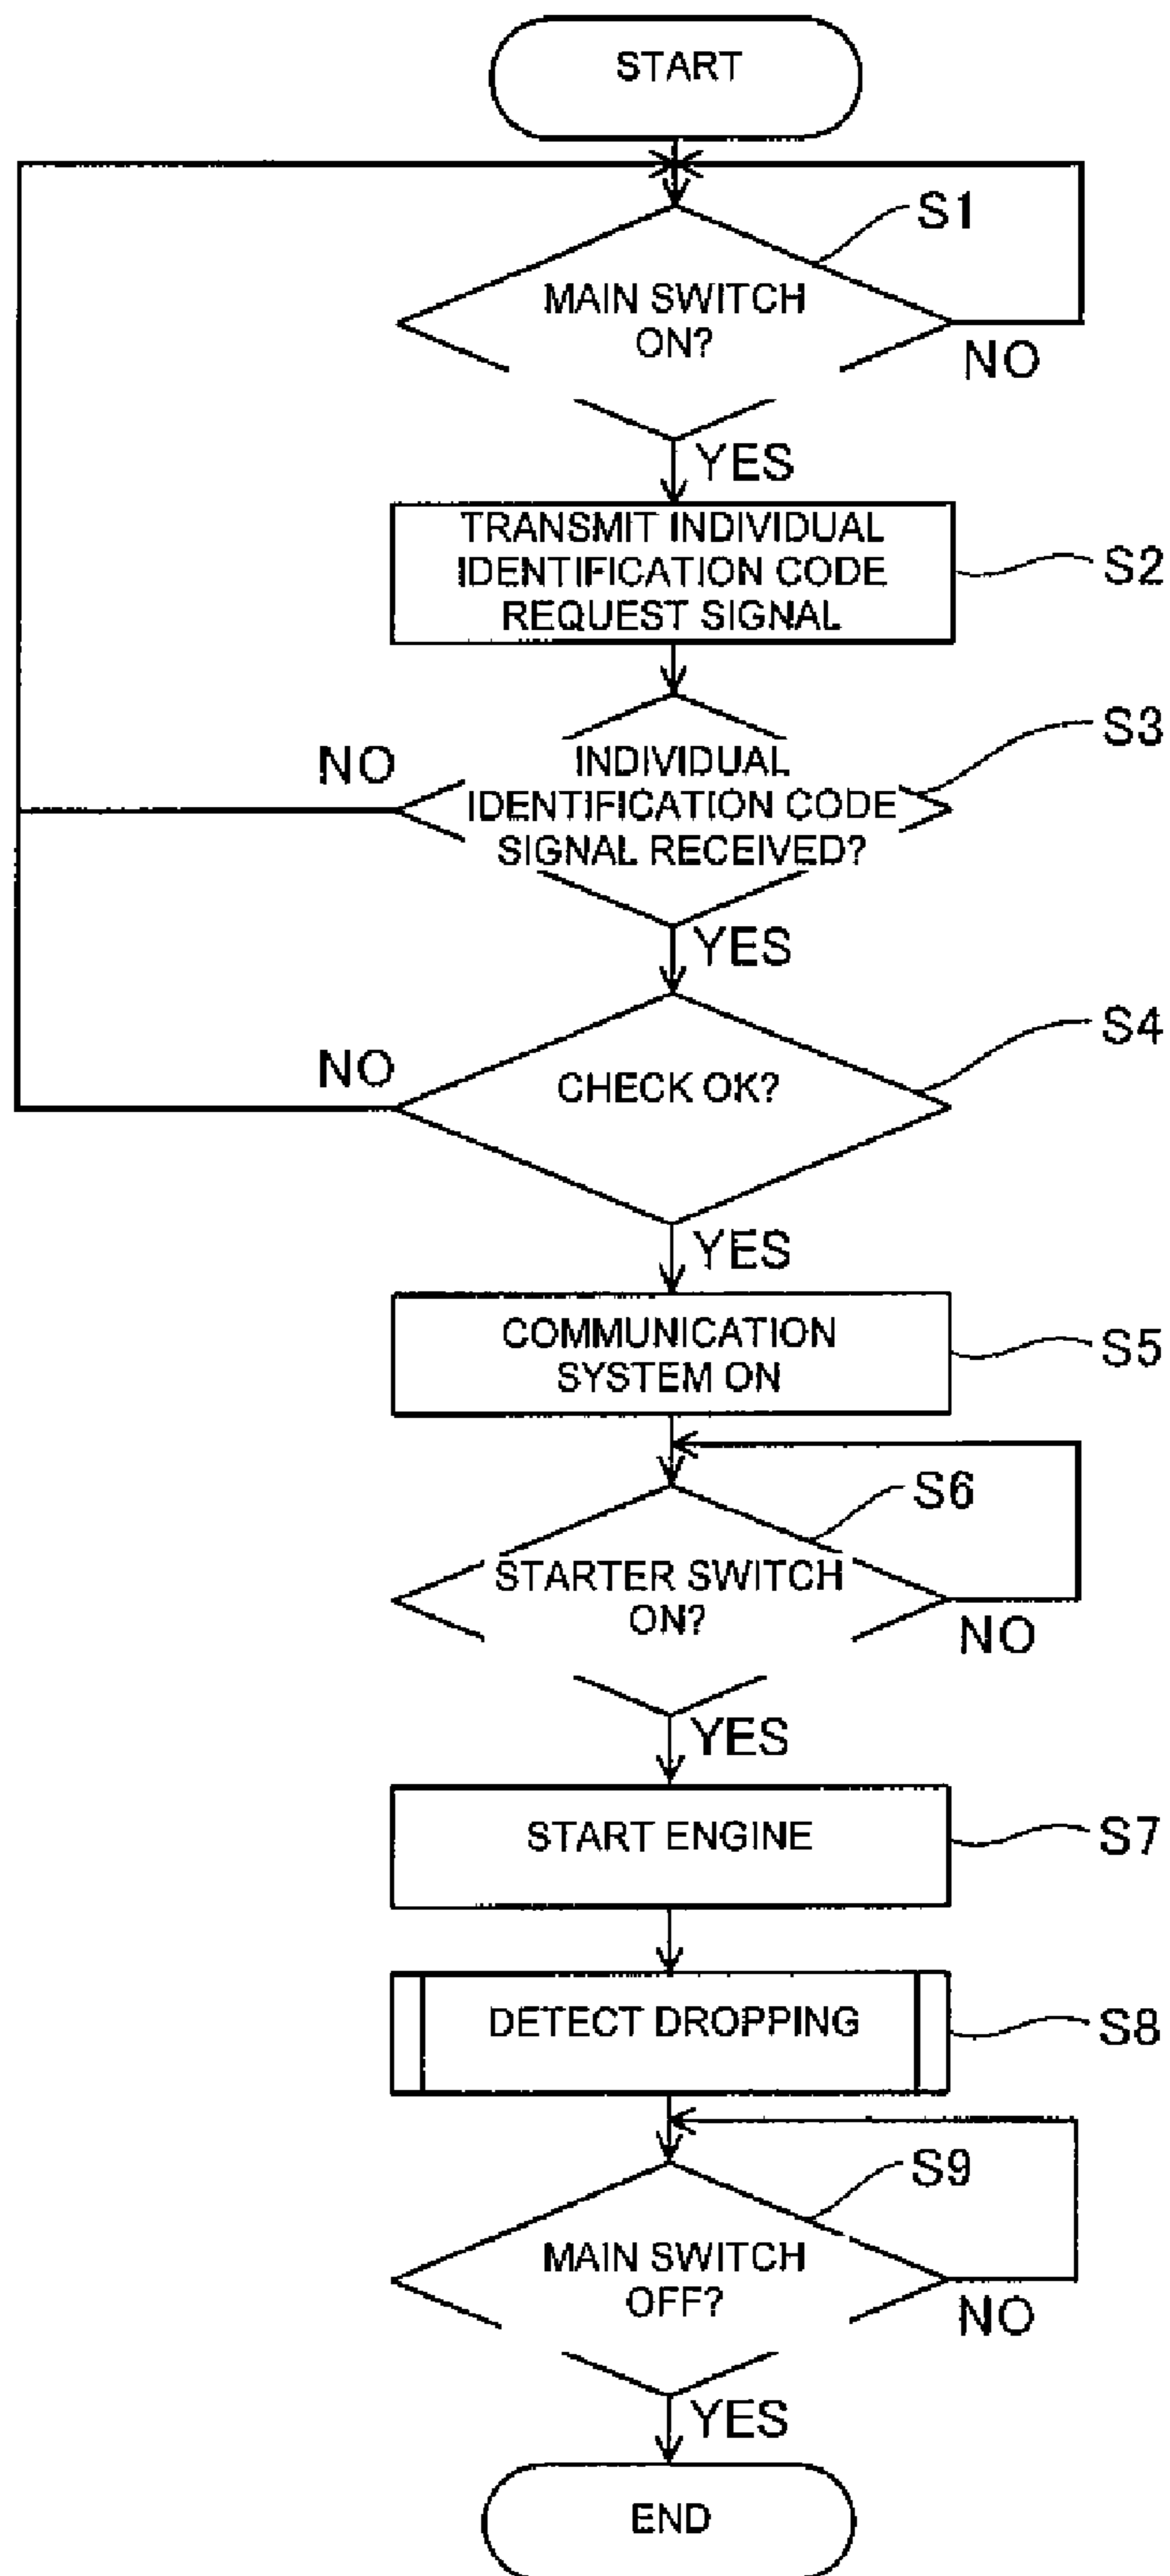 START
S1
MAIN SWITCH
ON?
NO
YES
TRANSMIT INDIVIDUAL
IDENTIFICATION CODE
REQUEST SIGNAL
S2
S3
NO
INDIVIDUAL
IDENTIFICATION CODE
SIGNAL RECEIVED?
YES
S4
NO
CHECK OK?
YES
COMMUNICATION
SYSTEM ON
S5
S6
STARTER SWITCH
ON?
NO
YES
START ENGINE
S7
DETECT DROPPING
S8
S9
MAIN SWITCH
OFF?
NO
YES
END